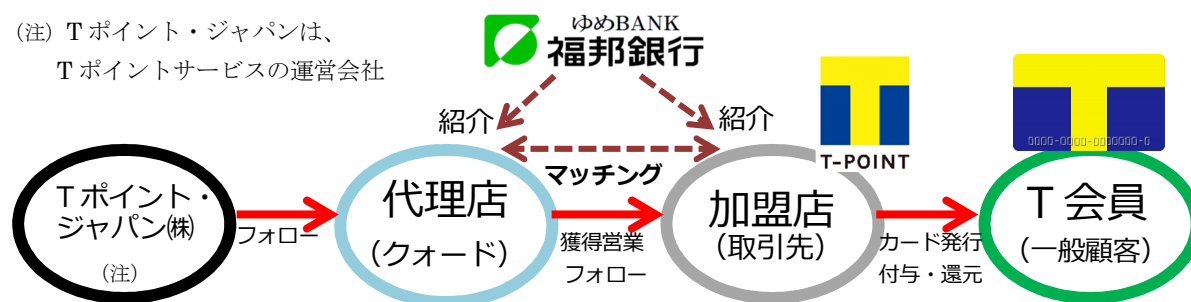 (注) T ポイント・ジャパンは、
T ポイントサービスの運営会社
ゆめBANK
福邦銀行
紹介
紹介
マッチング
T-POINT
0000-0000-0000000-0
T ポイント・
ジャパン㈱
(注)
フォロー
代理店
(クォード)
獲得営業
フォロー
加盟店
(取引先)
カード発行
付与・還元
T 会員
(一般顧客)